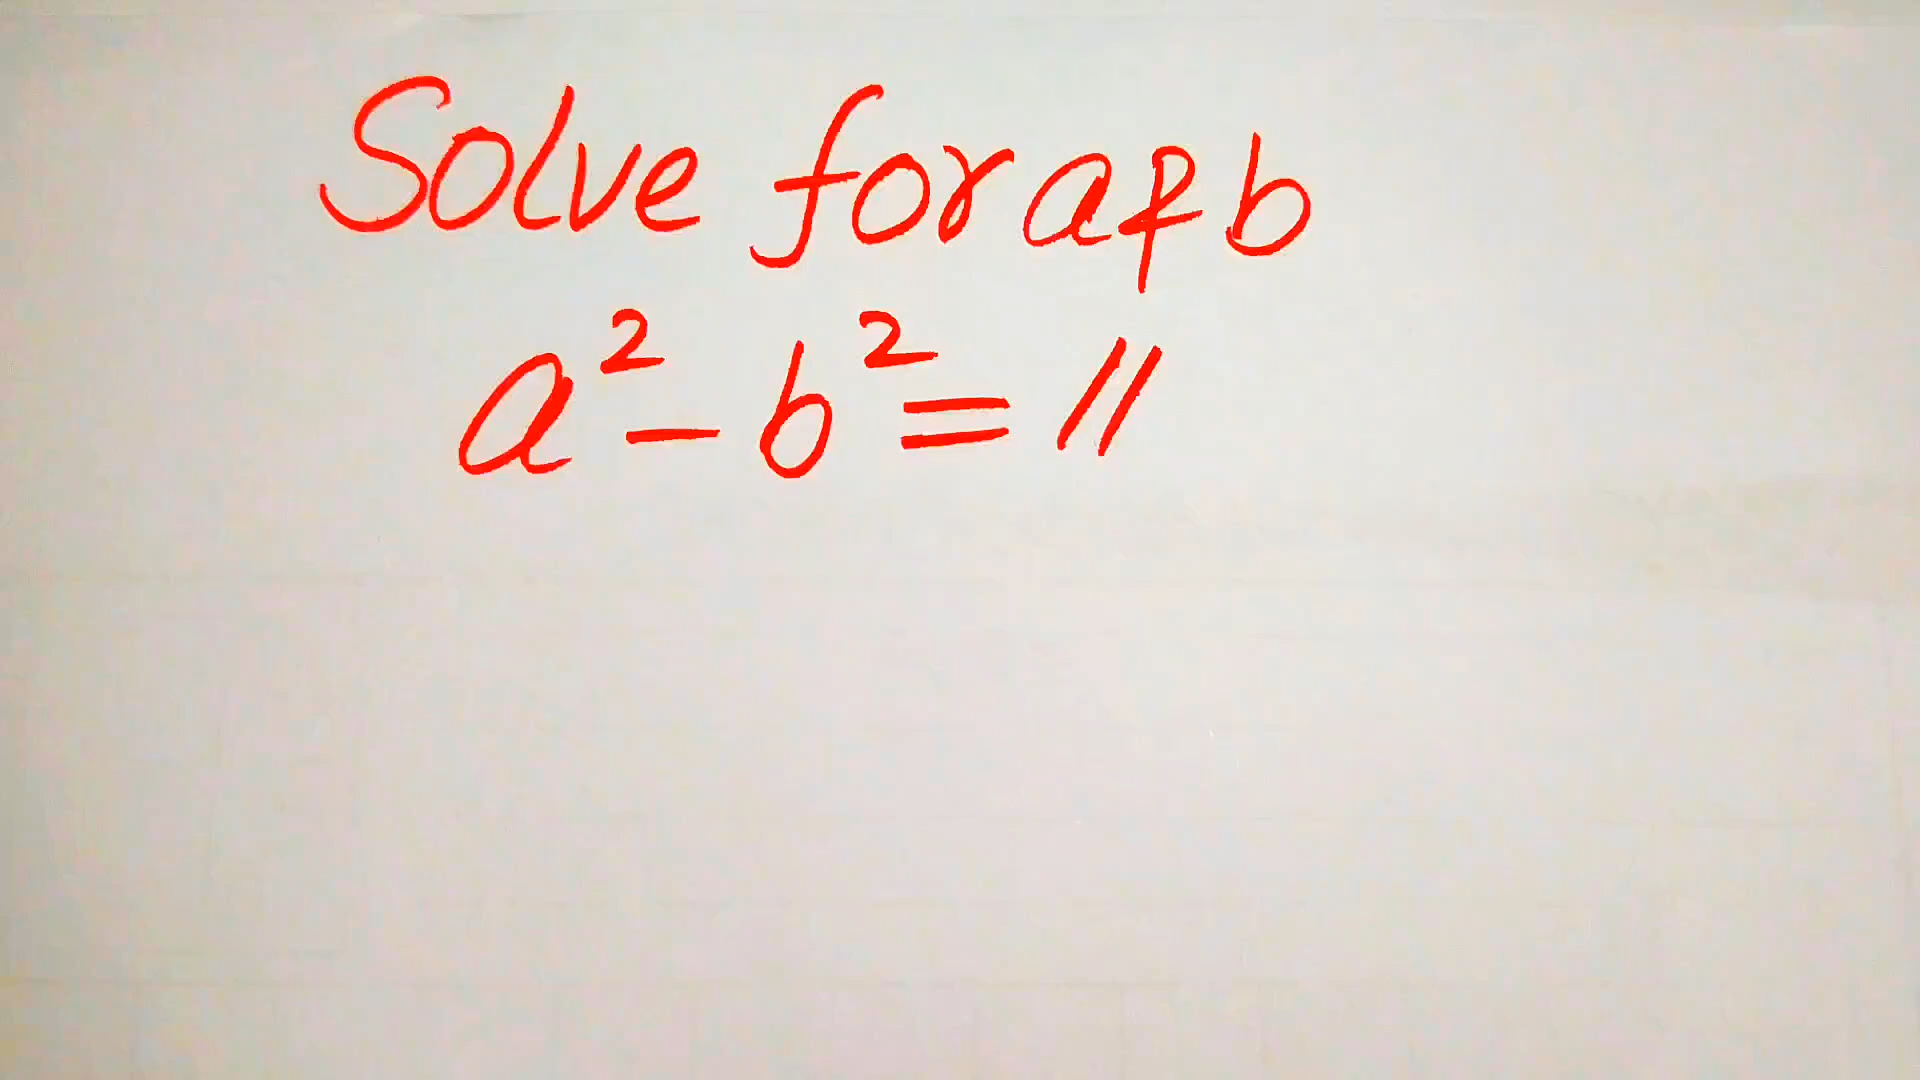 Solve for a & b
a² - b² = 11